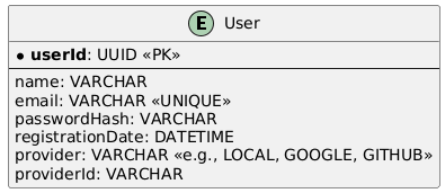 E User
• userId: UUID «PK»
name: VARCHAR
email: VARCHAR «UNIQUE»
passwordHash: VARCHAR
registrationDate: DATETIME
provider: VARCHAR «e.g., LOCAL, GOOGLE, GITHUB»
providerId: VARCHAR